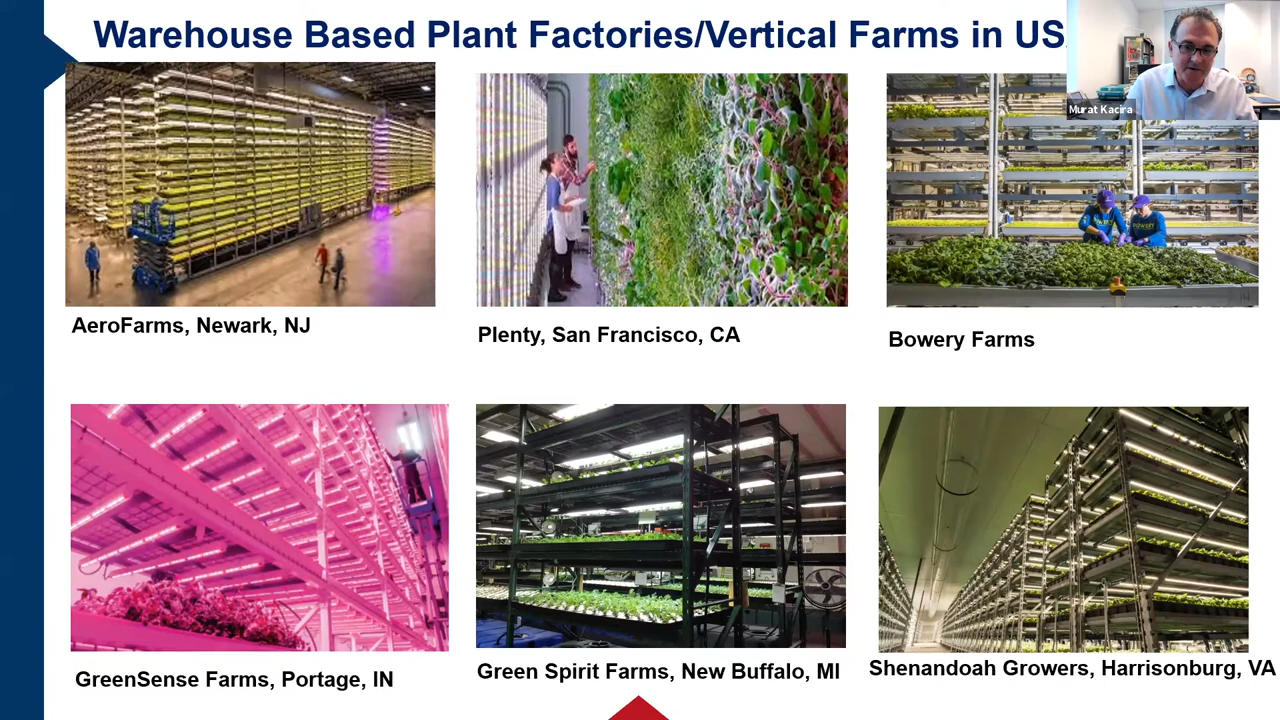 Warehouse Based Plant Factories/Vertical Farms in US
Murat Kacira
AeroFarms, Newark, NJ
Plenty, San Francisco, CA
Bowery Farms
GreenSense Farms, Portage, IN
Green Spirit Farms, New Buffalo, MI
Shenandoah Growers, Harrisonburg, VA